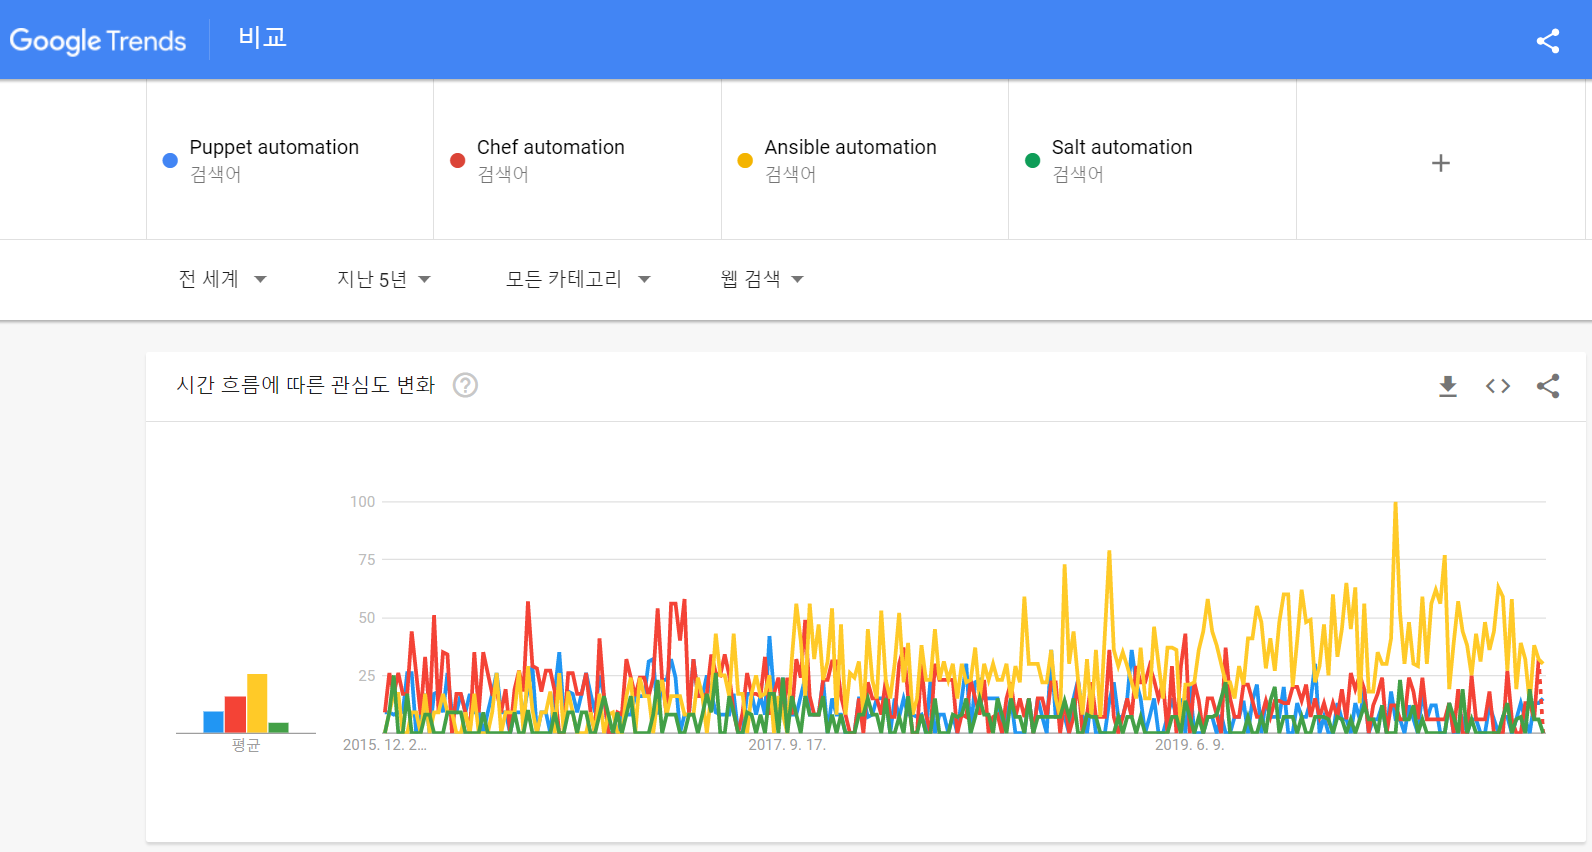 Google Trends 비교
Puppet automation
검색어
Chef automation
검색어
Ansible automation
검색어
Salt automation
검색어
+
전 세계 지난 5년 모든 카테고리 웹 검색
시간 흐름에 따른 관심도 변화 ?
100
75
50
25
평균
2015. 12. 2... 2017. 9. 17. 2019. 6. 9.